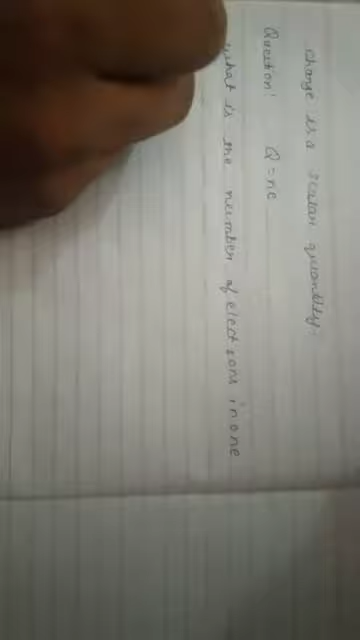 Charge is a scalar quantity.
Question: Q = ne
what is the number of electrons in one